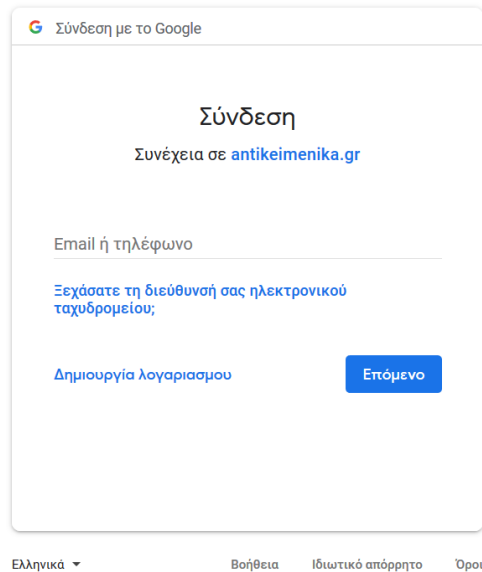 Σύνδεση με το Google
Σύνδεση
Συνέχεια σε antikeimenika.gr
Email ή τηλέφωνο
Ξεχάσατε τη διεύθυνσή σας ηλεκτρονικού
ταχυδρομείου;
Δημιουργία λογαριασμού Επόμενο
Ελληνικά Βοήθεια Ιδιωτικό απόρρητο